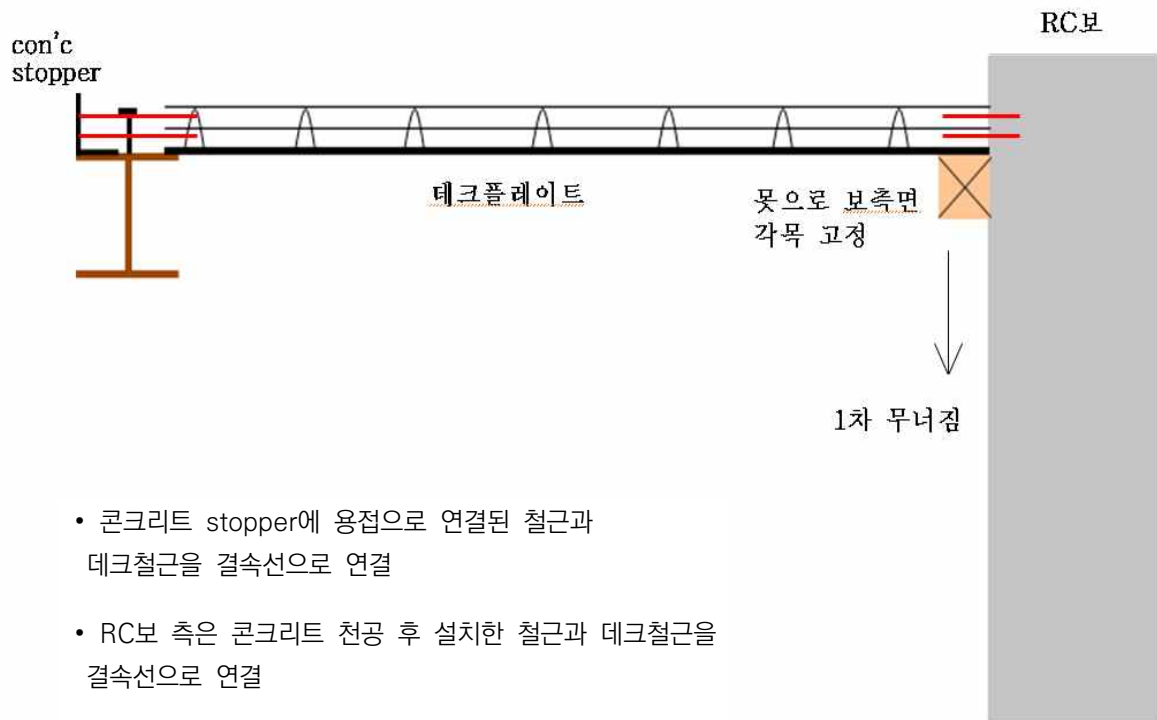 RC보
con'c
stopper
데크플레이트
못으로 보측면
각목 고정
1차 무너짐
• 콘크리트 stopper에 용접으로 연결된 철근과
데크철근을 결속선으로 연결
• RC보 측은 콘크리트 천공 후 설치한 철근과 데크철근을
결속선으로 연결